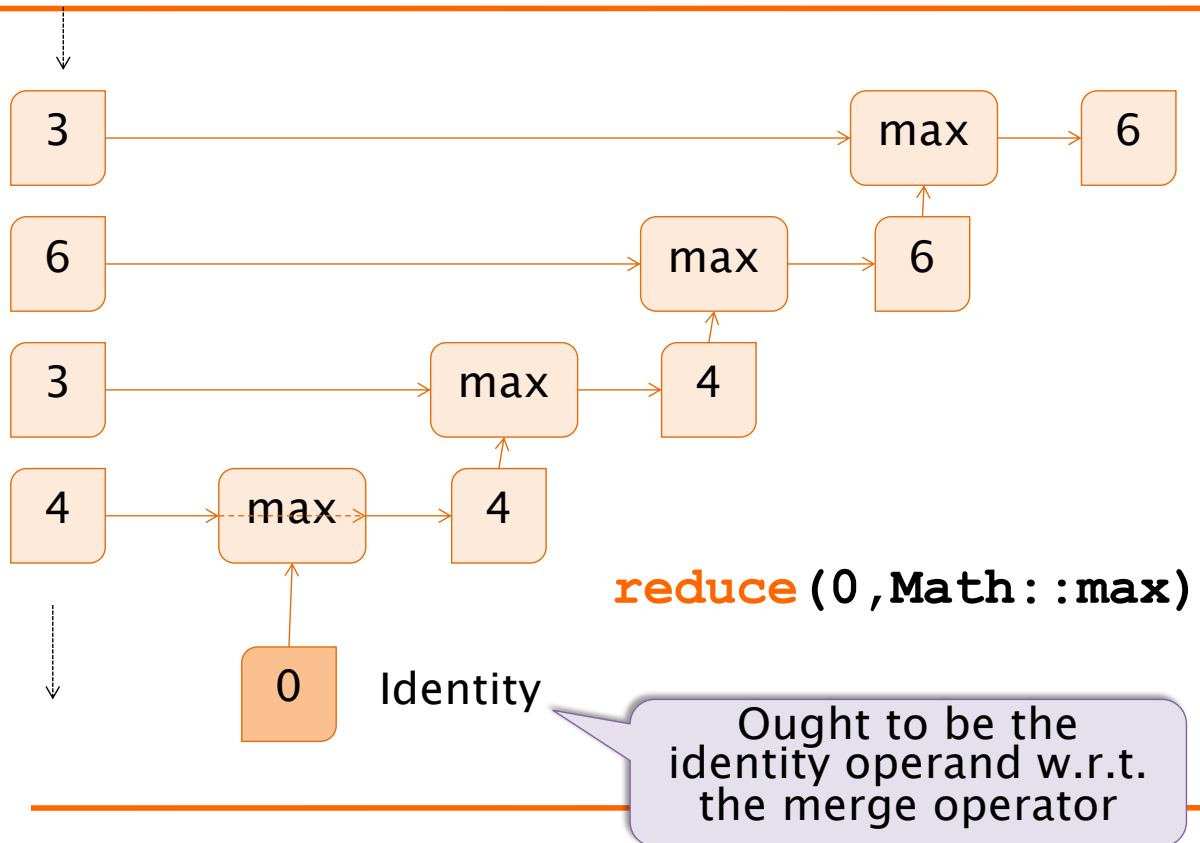 3
max
6
6
max
6
3
max
4
4
max
4
reduce(0,Math::max)
0
Identity
Ought to be the
identity operand w.r.t.
the merge operator